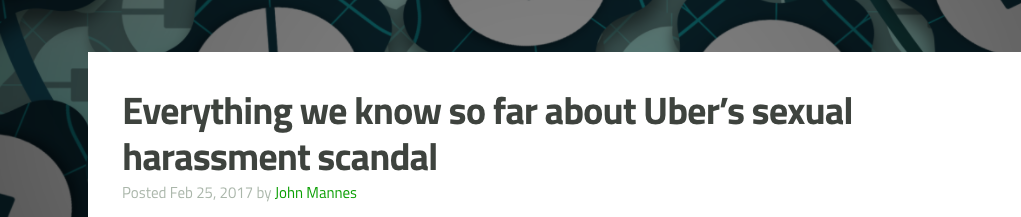 Everything we know so far about Uber’s sexual
harassment scandal
Posted Feb 25, 2017 by John Mannes